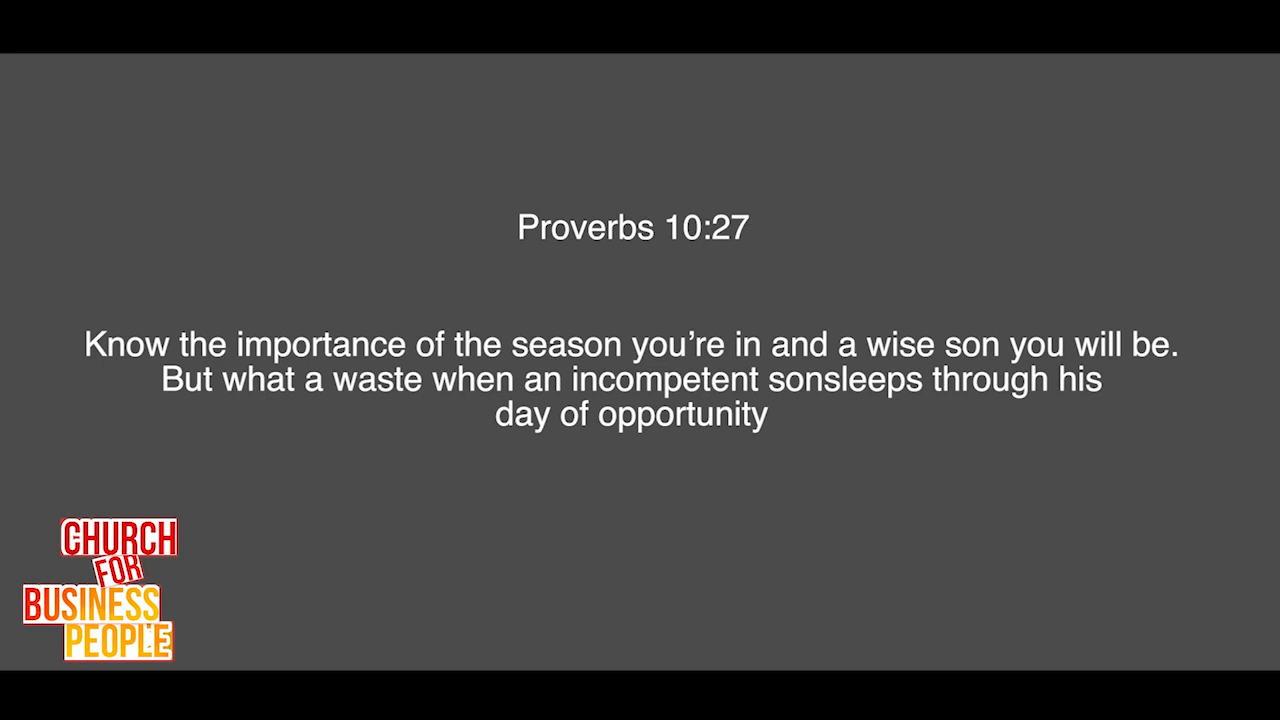 Proverbs 10:27
Know the importance of the season you’re in and a wise son you will be.
But what a waste when an incompetent sonsleeps through his
day of opportunity
CHURCH
FOR
BUSINESS
PEOPLE